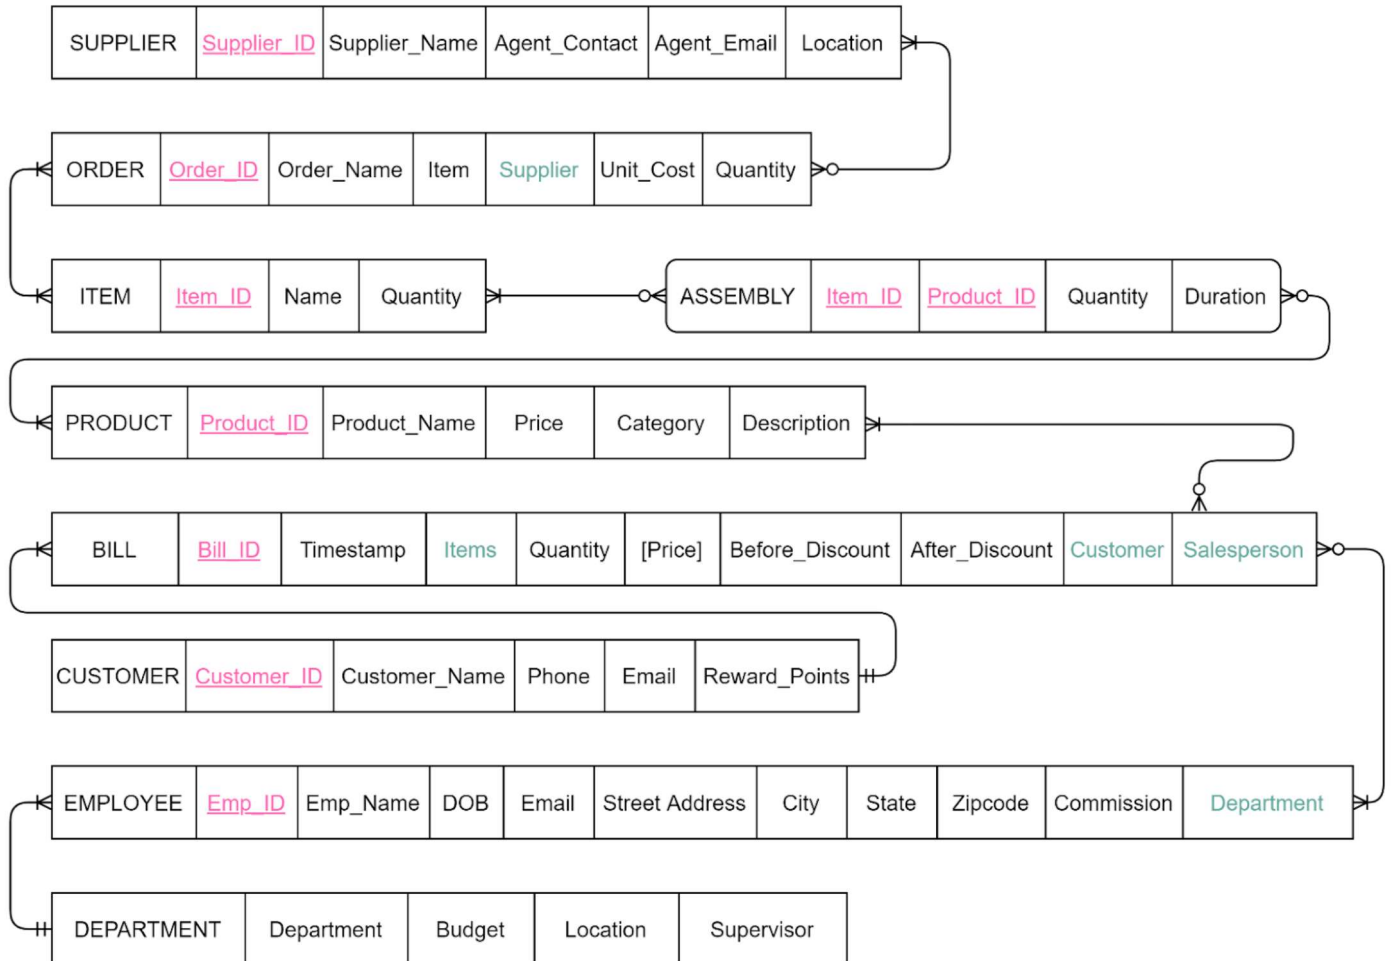 SUPPLIER Supplier_ID Supplier_Name Agent_Contact Agent_Email Location
ORDER Order_ID Order_Name Item Supplier Unit_Cost Quantity
ITEM Item_ID Name Quantity ASSEMBLY Item_ID Product_ID Quantity Duration
PRODUCT Product_ID Product_Name Price Category Description
BILL Bill_ID Timestamp Items Quantity [Price] Before_Discount After_Discount Customer Salesperson
CUSTOMER Customer_ID Customer_Name Phone Email Reward_Points
EMPLOYEE Emp_ID Emp_Name DOB Email Street Address City State Zipcode Commission Department
DEPARTMENT Department Budget Location Supervisor